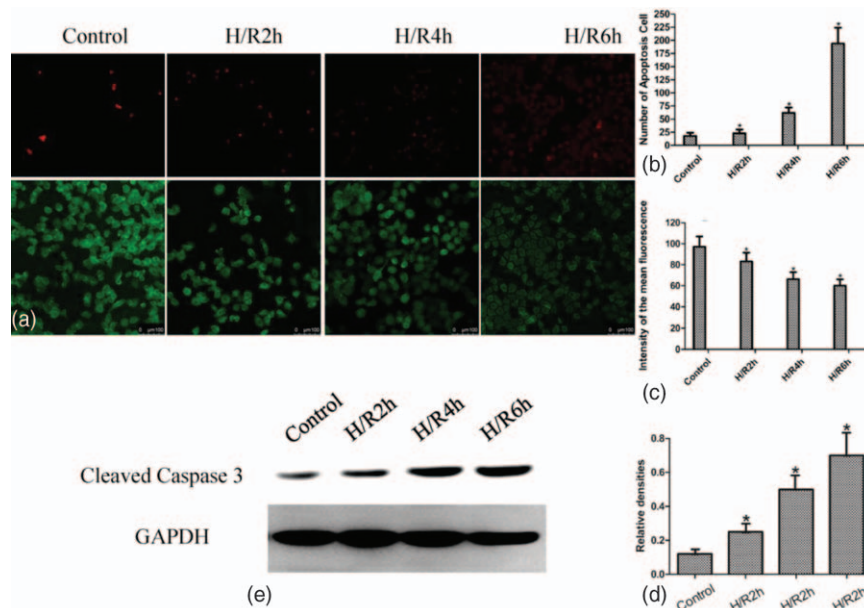 Control H/R2h H/R4h H/R6h
(a)
Number of Apoptosis Cell
250
225
200
175
150
125
100
75
50
25
0
* * *
(b)
Control H/R2h H/R4h H/R6h
Intensity of the mean fluorescence
120
100
80
60
40
20
0
* * *
(c)
Control H/R2h H/R4h H/R6h
Control H/R2h H/R4h H/R6h
Cleaved Caspase 3
GAPDH
(e)
Relative densities
0.8
0.6
0.4
0.2
0.0
* * *
(d)
Control H/R2h H/R2h H/R2h